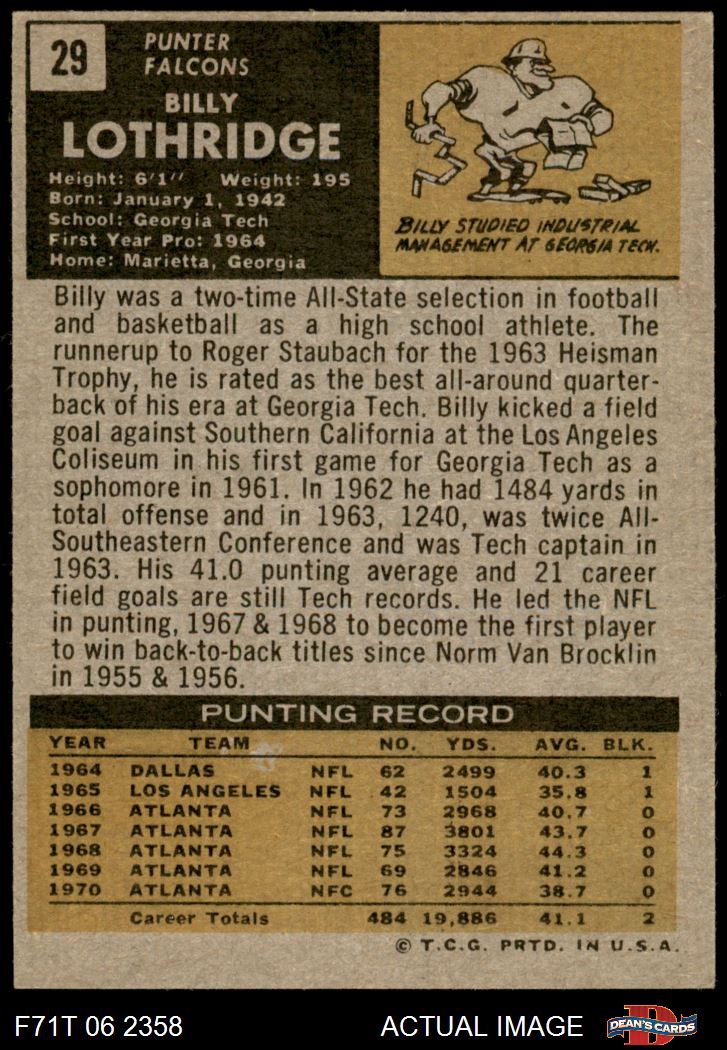 29
PUNTER
FALCONS
BILLY
LOTHRIDGE
Height: 6'1" Weight: 195
Born: January 1, 1942
School: Georgia Tech
First Year Pro: 1964
Home: Marietta, Georgia
BILLY STUDIED INDUSTRIAL
MANAGEMENT AT GEORGIA TECH.
Billy was a two-time All-State selection in football
and basketball as a high school athlete. The
runnerup to Roger Staubach for the 1963 Heisman
Trophy, he is rated as the best all-around quarter-
back of his era at Georgia Tech. Billy kicked a field
goal against Southern California at the Los Angeles
Coliseum in his first game for Georgia Tech as a
sophomore in 1961. In 1962 he had 1484 yards in
total offense and in 1963, 1240, was twice All-
Southeastern Conference and was Tech captain in
1963. His 41.0 punting average and 21 career
field goals are still Tech records. He led the NFL
in punting, 1967 & 1968 to become the first player
to win back-to-back titles since Norm Van Brocklin
in 1955 & 1956.
PUNTING RECORD
YEAR TEAM NO. YDS. AVG. BLK.
1964 DALLAS NFL 62 2499 40.3 1
1965 LOS ANGELES NFL 42 1504 35.8 1
1966 ATLANTA NFL 73 2968 40.7 0
1967 ATLANTA NFL 87 3801 43.7 0
1968 ATLANTA NFL 75 3324 44.3 0
1969 ATLANTA NFL 69 2846 41.2 0
1970 ATLANTA NFC 76 2944 38.7 0
Career Totals 484 19,886 41.1 2
© T.C.G. PRTD. IN U.S.A.
F71T 06 2358 ACTUAL IMAGE D DEAN'S CARDS